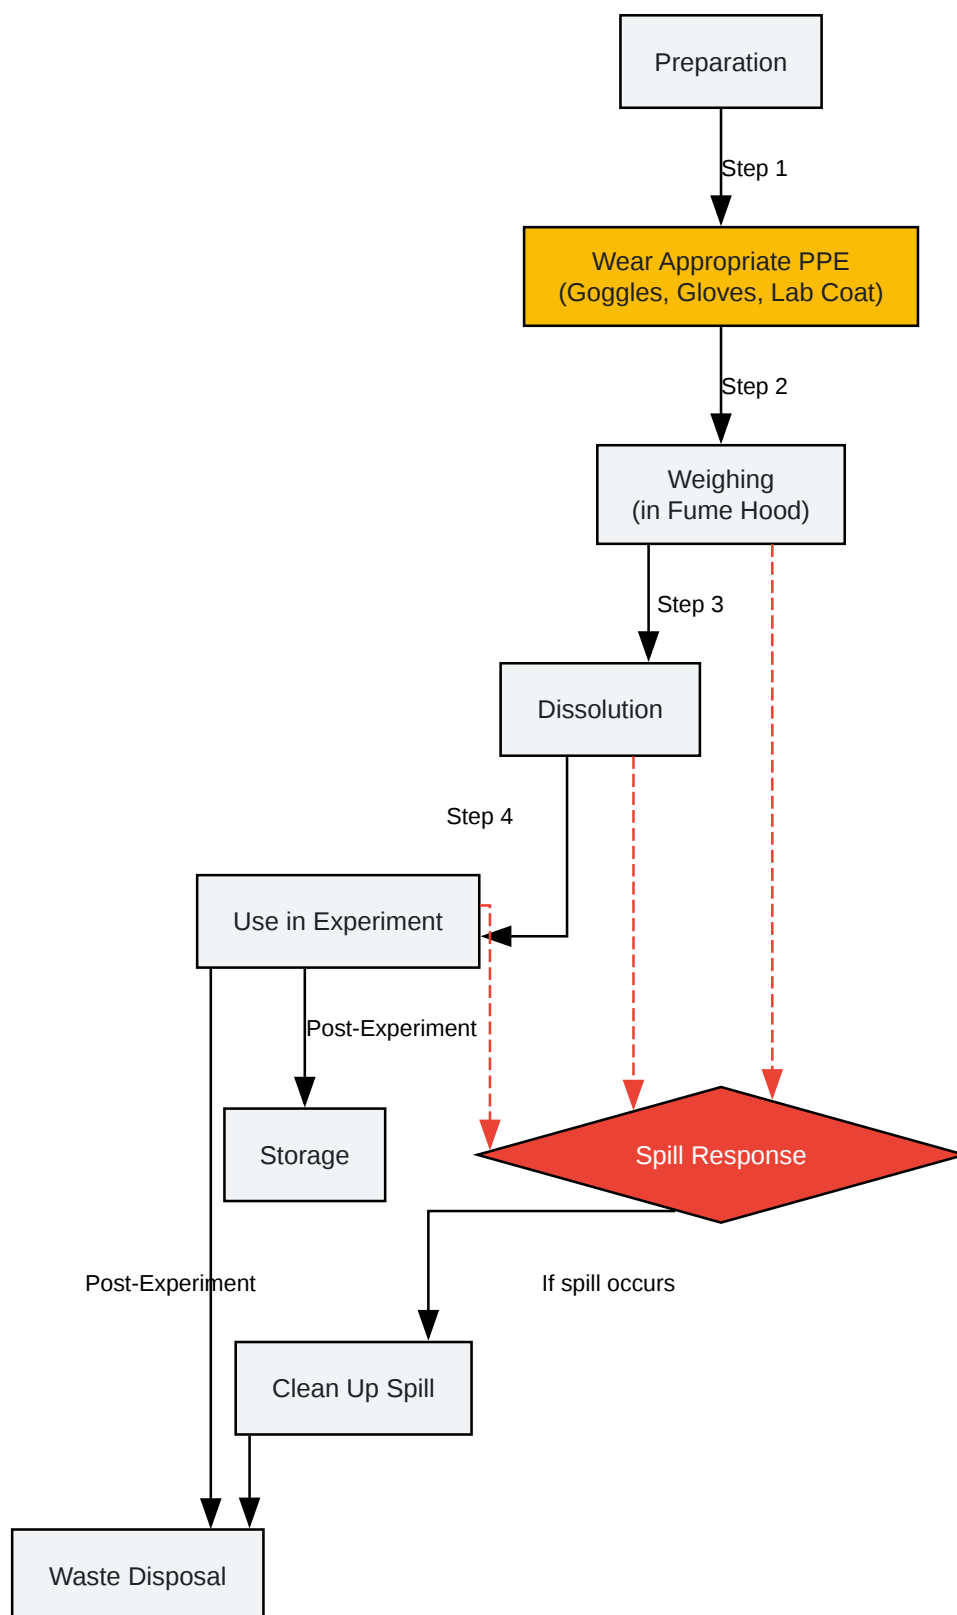 Preparation
Step 1
Wear Appropriate PPE
(Goggles, Gloves, Lab Coat)
Step 2
Weighing
(in Fume Hood)
Step 3
Dissolution
Step 4
Use in Experiment
Post-Experiment
Storage
Spill Response
Post-Experiment
If spill occurs
Clean Up Spill
Waste Disposal